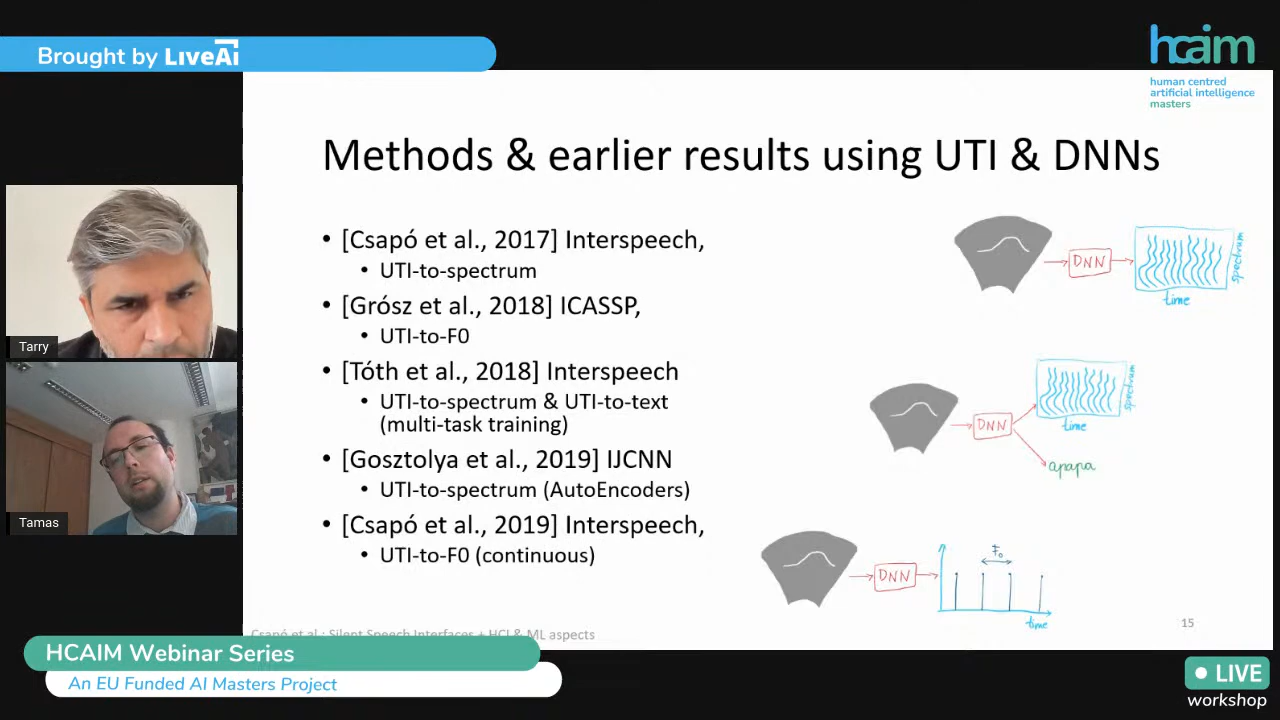 Brought by LiveAi
hcaim
human centred
artificial intelligence
masters
Methods & earlier results using UTI & DNNs
• [Csapó et al., 2017] Interspeech,
• UTI-to-spectrum
• [Grósz et al., 2018] ICASSP,
• UTI-to-F0
• [Tóth et al., 2018] Interspeech
• UTI-to-spectrum & UTI-to-text
(multi-task training)
• [Gosztolya et al., 2019] IJCNN
• UTI-to-spectrum (AutoEncoders)
• [Csapó et al., 2019] Interspeech,
• UTI-to-F0 (continuous)
DNN
spectrum
time
DNN
spectrum
time
apapa
DNN
F0
time
Tarry
Tamas
Csapó et al.: Silent Speech Interfaces + HCI & ML aspects
15
HCAIM Webinar Series
An EU Funded AI Masters Project
LIVE
workshop